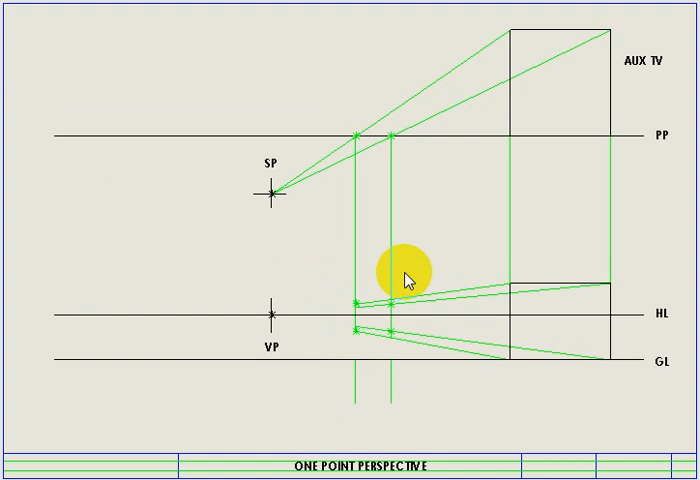 AUX TV
PP
SP
HL
VP
GL
ONE POINT PERSPECTIVE